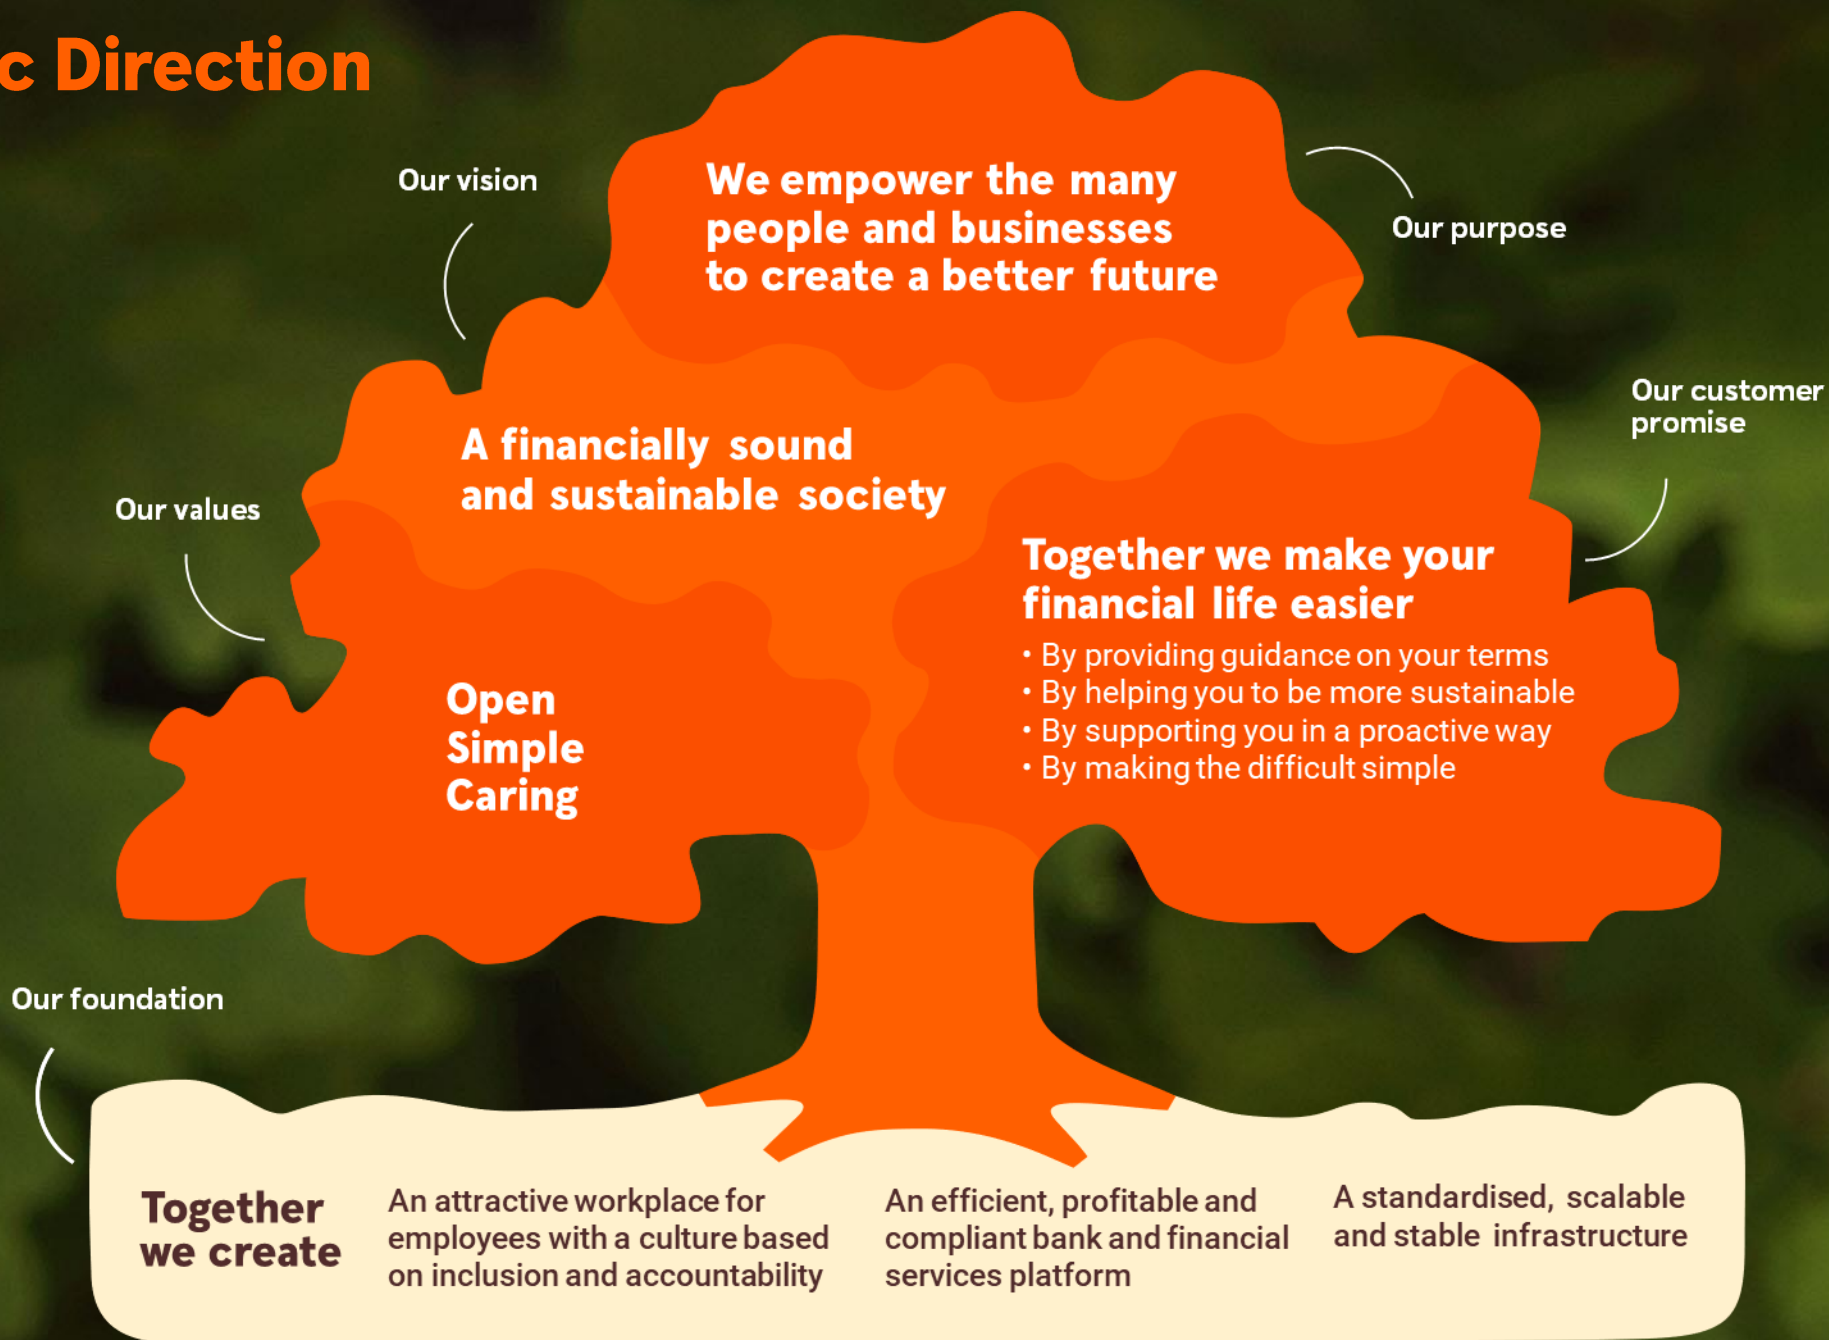 c Direction
Our vision
We empower the many
people and businesses
to create a better future
Our purpose
A financially sound
and sustainable society
Our customer
promise
Our values
Together we make your
financial life easier
• By providing guidance on your terms
• By helping you to be more sustainable
• By supporting you in a proactive way
• By making the difficult simple
Open
Simple
Caring
Our foundation
Together
we create
An attractive workplace for
employees with a culture based
on inclusion and accountability
An efficient, profitable and
compliant bank and financial
services platform
A standardised, scalable
and stable infrastructure